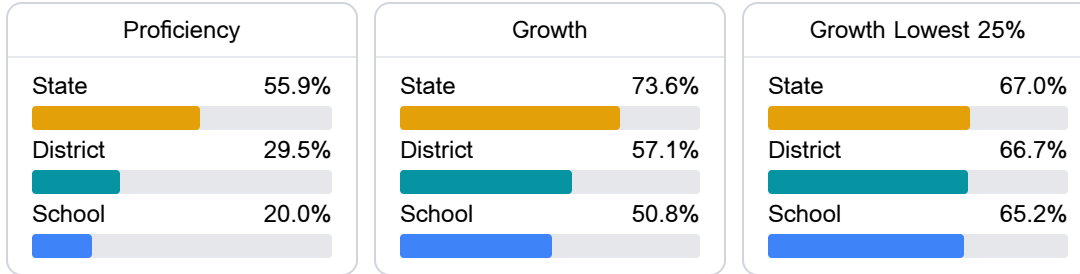 Proficiency
State 55.9%
District 29.5%
School 20.0%
Growth
State 73.6%
District 57.1%
School 50.8%
Growth Lowest 25%
State 67.0%
District 66.7%
School 65.2%